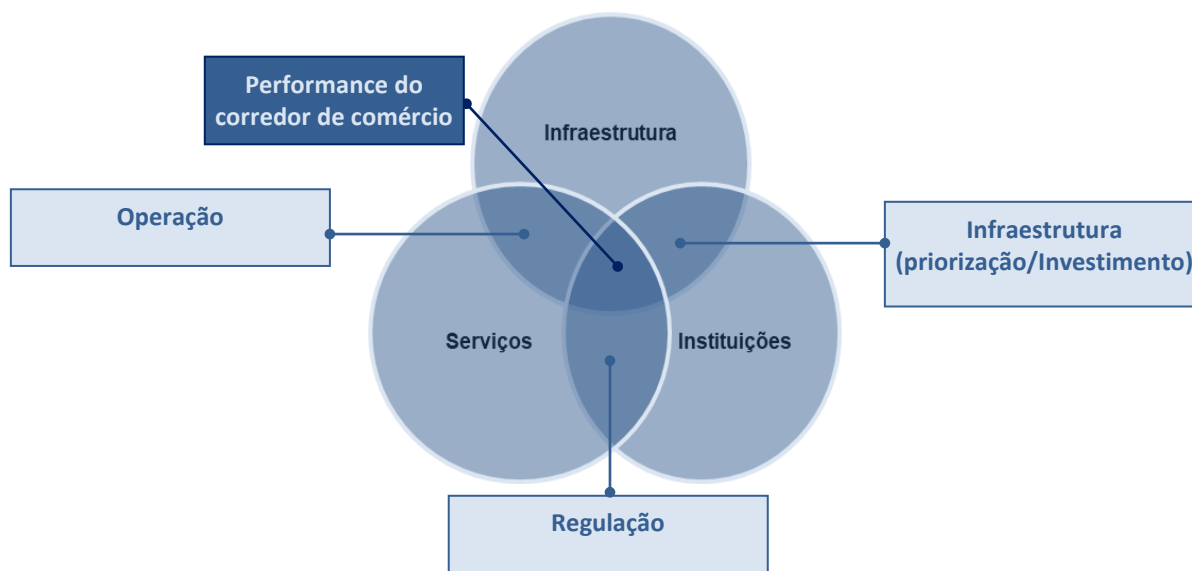 Performance do
corredor de comércio
Infraestrutura
Operação
Infraestrutura
(priorização/Investimento)
Serviços
Instituições
Regulação